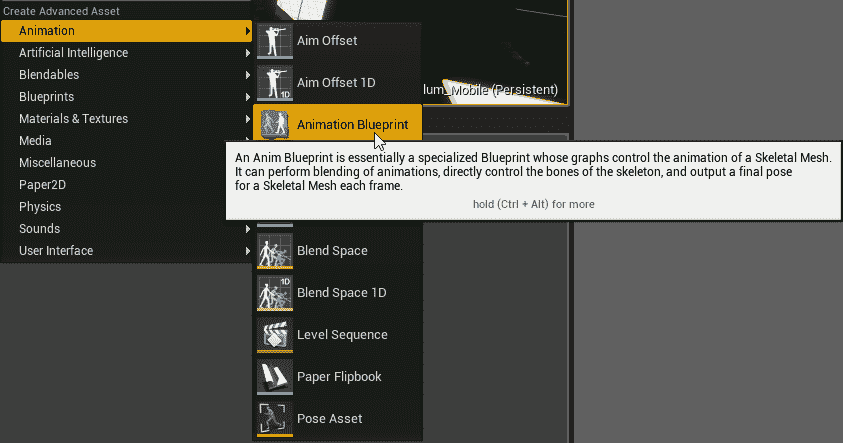 Create Advanced Asset
Animation
Artificial Intelligence
Blendables
Blueprints
Materials & Textures
Media
Miscellaneous
Paper2D
Physics
Sounds
User Interface
Aim Offset
1D
Aim Offset 1D
Animation Blueprint
lum_Mobile (Persistent)
An Anim Blueprint is essentially a specialized Blueprint whose graphs control the animation of a Skeletal Mesh.
It can perform blending of animations, directly control the bones of the skeleton, and output a final pose
for a Skeletal Mesh each frame.
hold (Ctrl + Alt) for more
Blend Space
1D
Blend Space 1D
Level Sequence
Paper Flipbook
Pose Asset